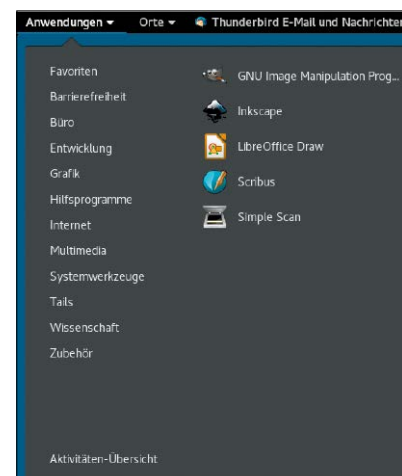 Anwendungen Orte Thunderbird E-Mail und Nachrichten
Favoriten
Barrierefreiheit
Büro
Entwicklung
Grafik
Hilfsprogramme
Internet
Multimedia
Systemwerkzeuge
Tails
Wissenschaft
Zubehör
Aktivitäten-Übersicht
GNU Image Manipulation Prog...
Inkscape
LibreOffice Draw
Scribus
Simple Scan